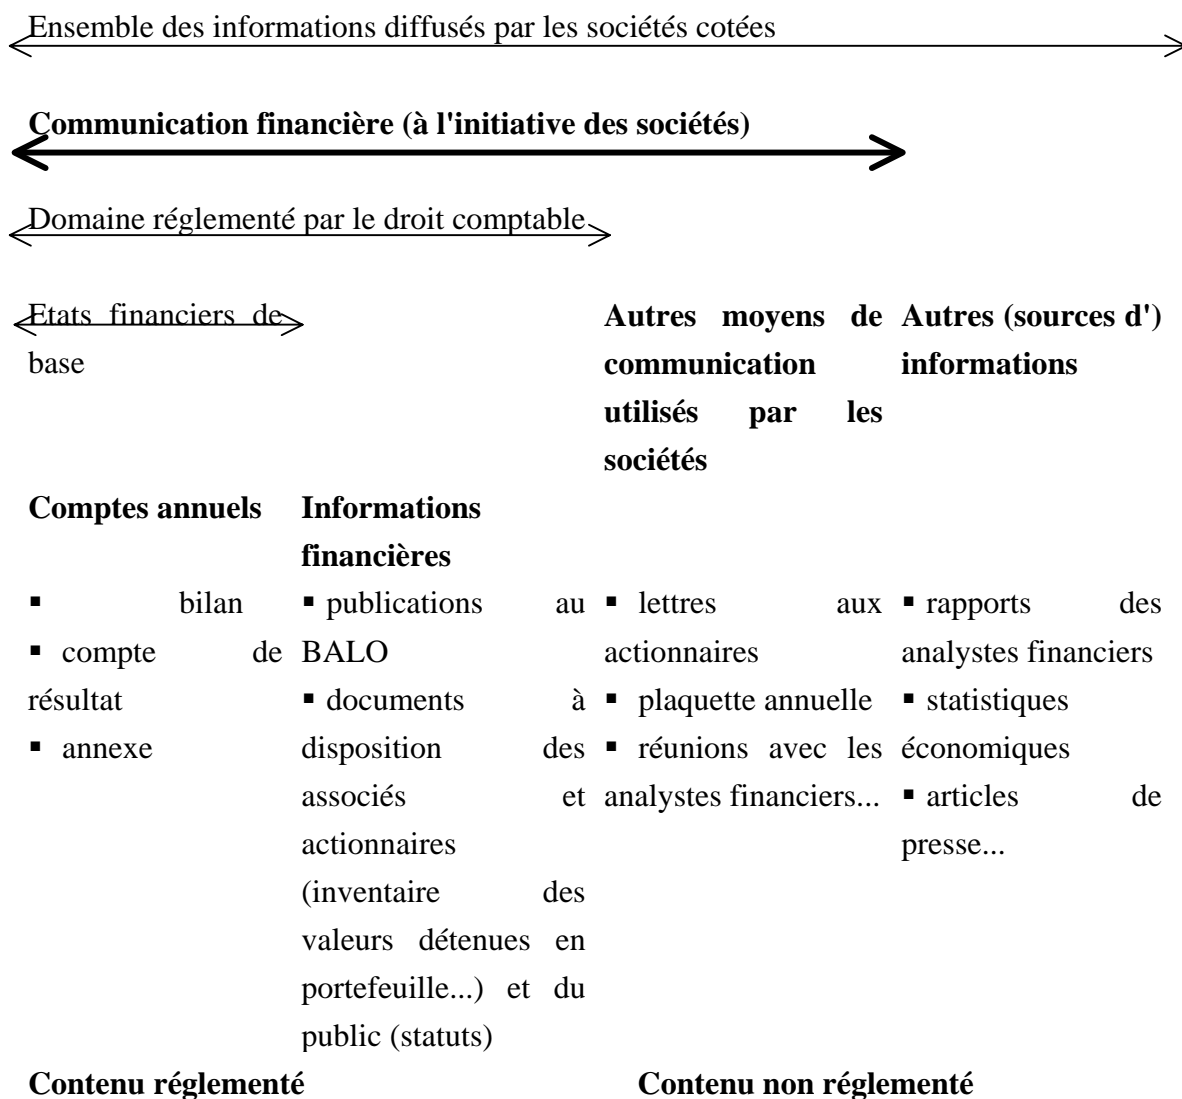 Ensemble des informations diffusés par les sociétés cotées
Communication financière (à l'initiative des sociétés)
Domaine réglementé par le droit comptable
Etats financiers de
base
Autres moyens de
communication
utilisés par les
sociétés
Autres (sources d')
informations
Comptes annuels
Informations
financières
▪ bilan
▪ compte de
résultat
▪ annexe
▪ publications au
BALO
▪ documents à
disposition des
associés et
actionnaires
(inventaire des
valeurs détenues en
portefeuille...) et du
public (statuts)
▪ lettres aux
actionnaires
▪ plaquette annuelle
▪ réunions avec les
analystes financiers...
▪ rapports des
analystes financiers
▪ statistiques
économiques
▪ articles de
presse...
Contenu réglementé
Contenu non réglementé